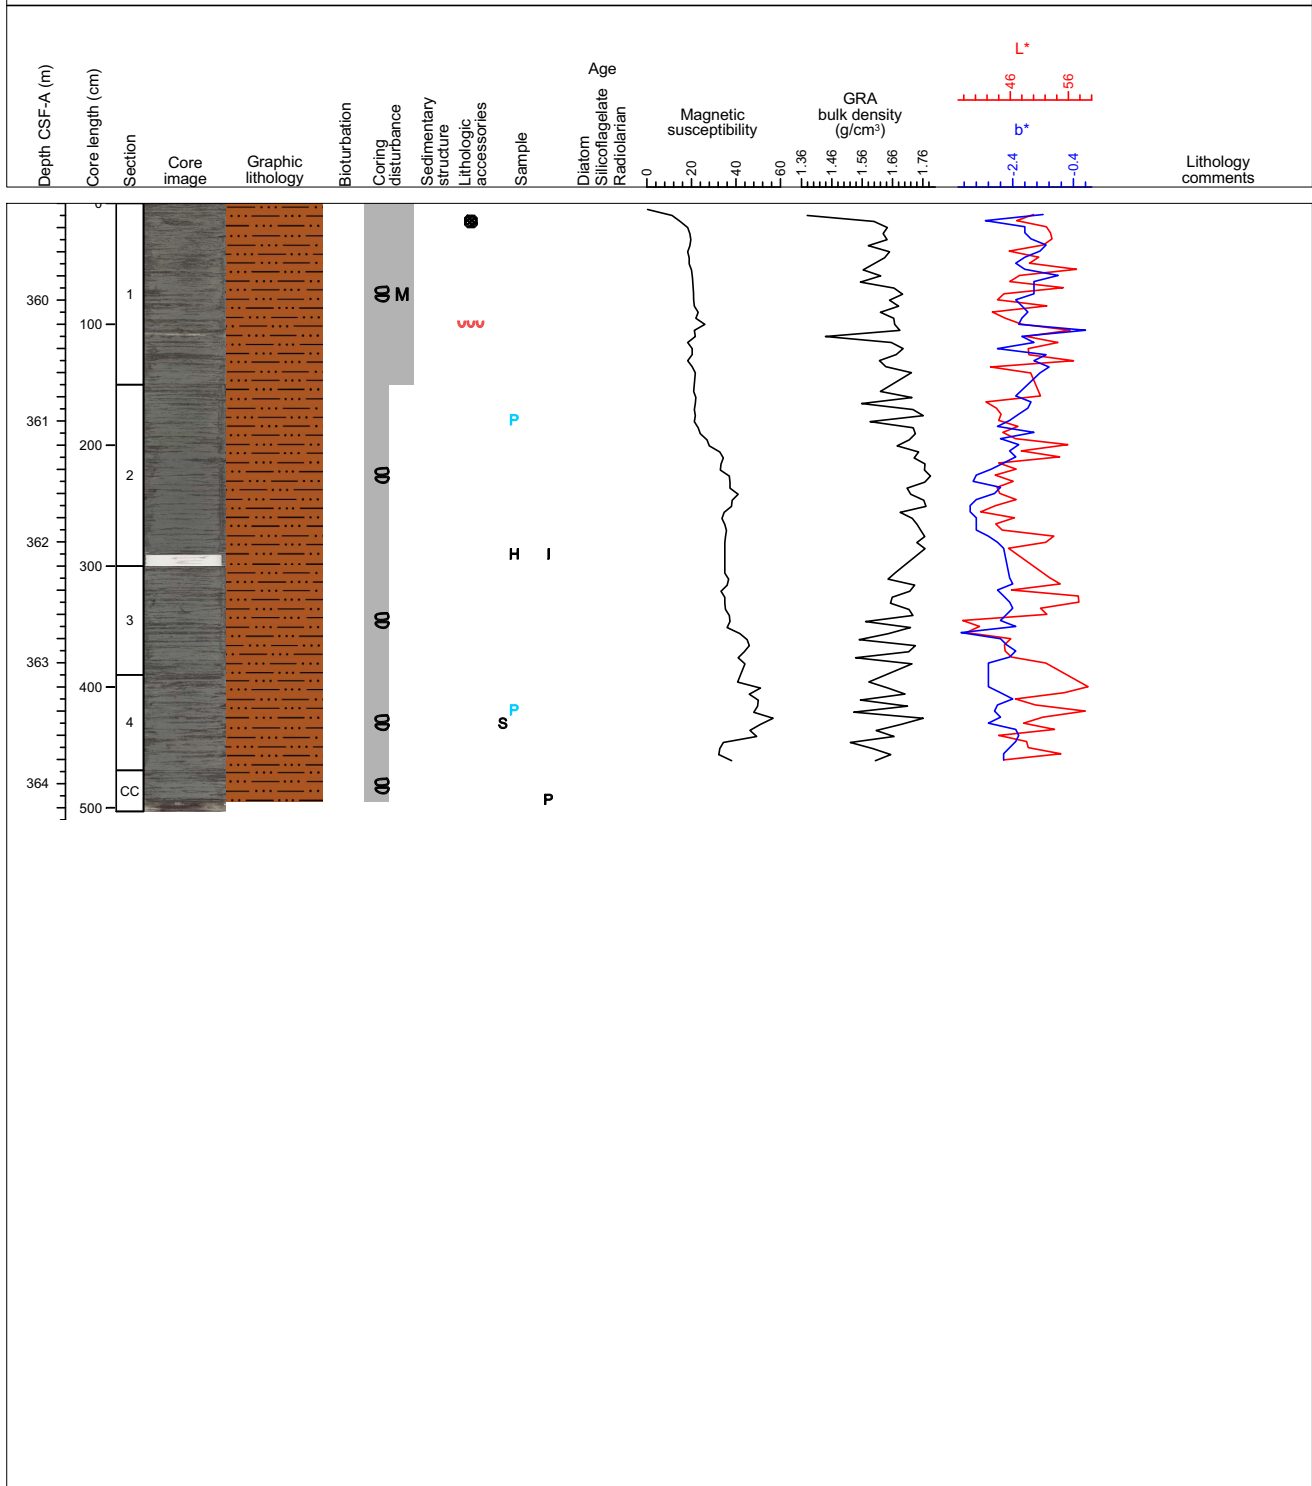 Depth CSF-A (m)
Core length (cm)
Section
Core
image
Graphic
lithology
Bioturbation
Coring
disturbance
Sedimentary
structure
Lithologic
accessories
Sample
Age
Diatom
Silicoflagelate
Radiolarian
Magnetic
susceptibility
0 20 40 60
GRA
bulk density
(g/cm³)
1.36 1.46 1.56 1.66 1.76
L*
46 56
b*
-2.4 -0.4
Lithology
comments
0
360
1
M
100
361
P
200
2
362
H I
300
3
363
400
P
S
4
364
CC
P
500